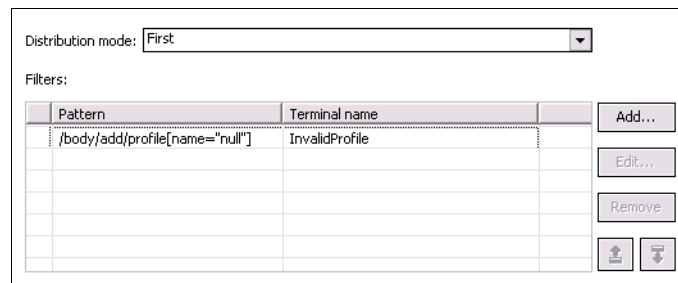 Distribution mode: First
Filters:
Pattern Terminal name
/body/add/profile[name="null"] InvalidProfile
Add...
Edit...
Remove